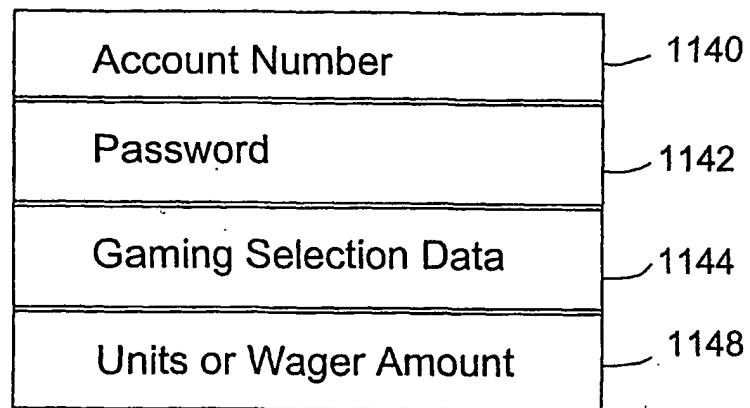 Account Number 1140
Password 1142
Gaming Selection Data 1144
Units or Wager Amount 1148